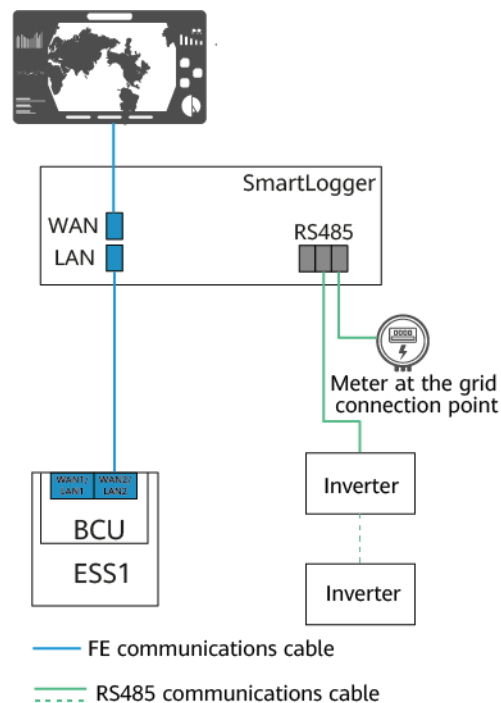 SmartLogger
WAN
LAN
RS485
Meter at the grid
connection point
WAN1/ WAN2/
LAN1 LAN2
BCU
ESS1
Inverter
Inverter
FE communications cable
RS485 communications cable